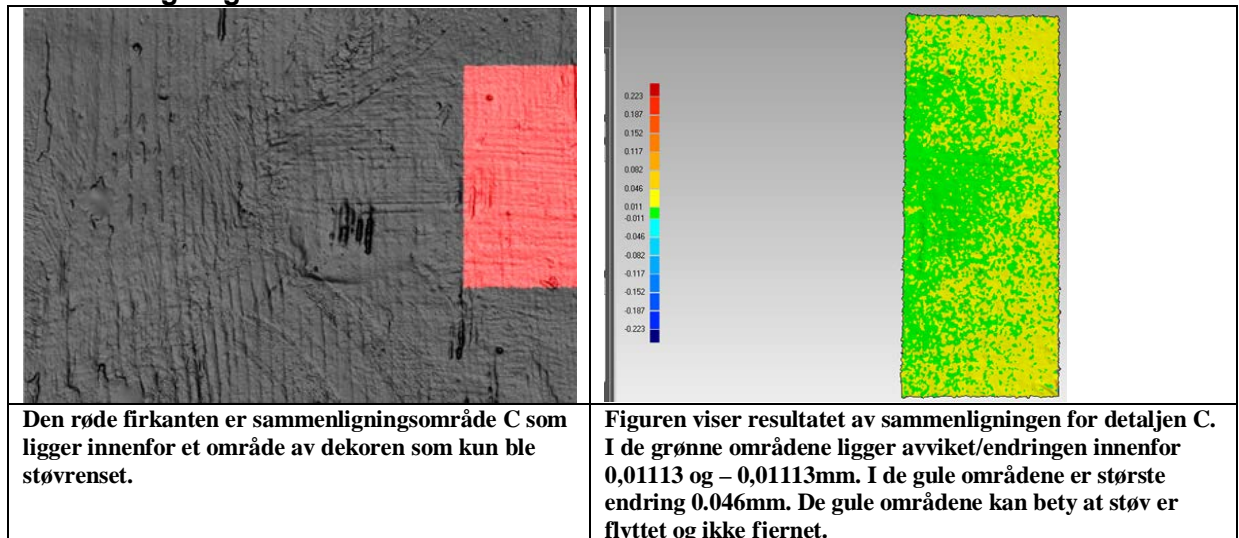 0.223
0.187
0.152
0.117
0.082
0.046
0.011
-0.011
-0.046
-0.082
-0.117
-0.152
-0.187
-0.223
Den røde firkanten er sammenligningsområde C som
ligger innenfor et område av dekoren som kun ble
støvrenset.
Figuren viser resultatet av sammenligningen for detaljen C.
I de grønne områdene ligger avviket/endringen innenfor
0,01113 og – 0,01113mm. I de gule områdene er største
endring 0.046mm. De gule områdene kan bety at støv er
flyttet og ikke fjernet.